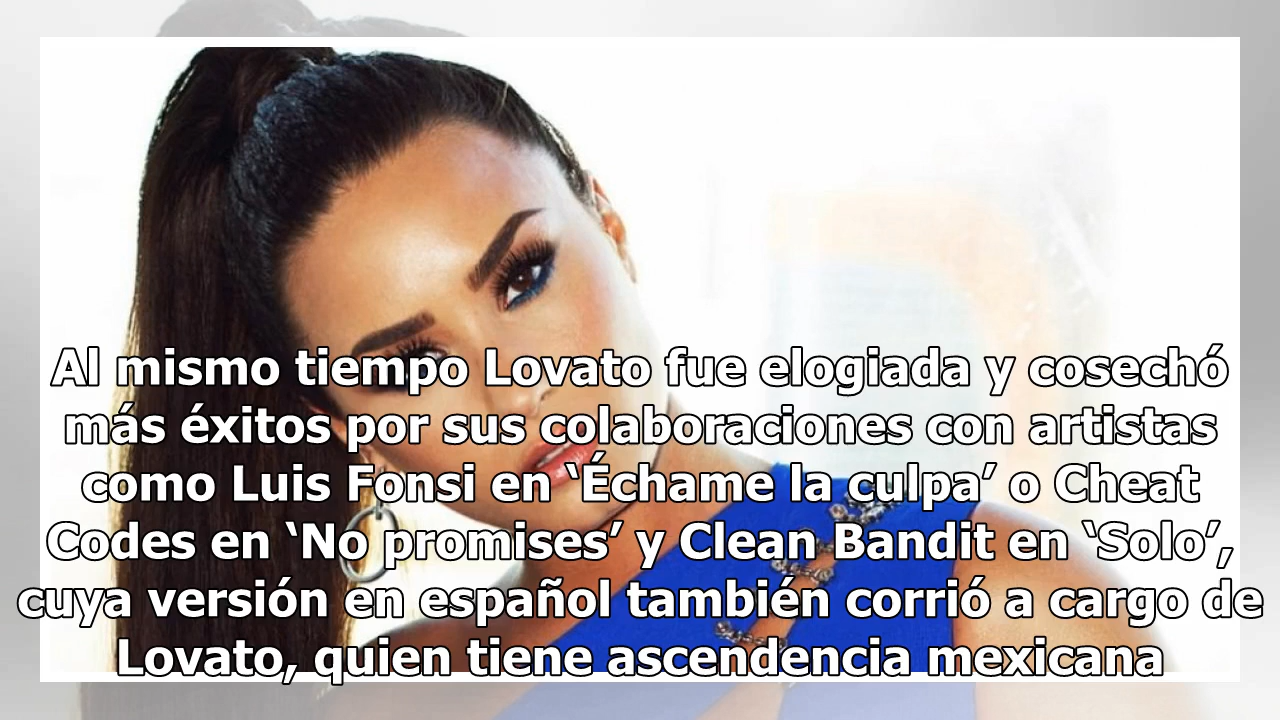 Al mismo tiempo Lovato fue elogiada y cosechó
más éxitos por sus colaboraciones con artistas
como Luis Fonsi en ‘Échame la culpa’ o Cheat
Codes en ‘No promises’ y Clean Bandit en ‘Solo’,
cuya versión en español también corrió a cargo de
Lovato, quien tiene ascendencia mexicana